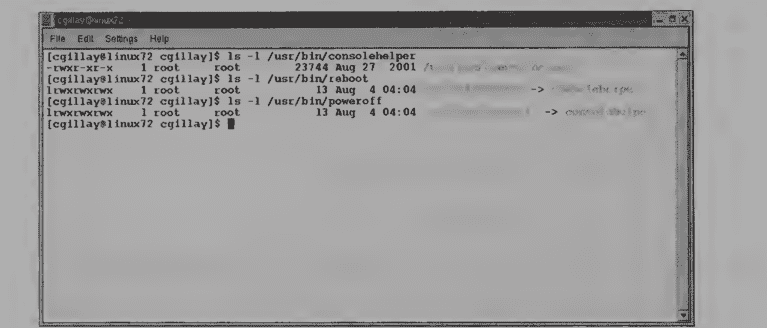 cgillay@linux72
File Edit Settings Help
[cgillay@linux72 cgillay]$ ls -l /usr/bin/consolehelper
-rwxr-xr-x 1 root root 23744 Aug 27 2001
[cgillay@linux72 cgillay]$ ls -l /usr/bin/reboot
lrwxrwxrwx 1 root root 13 Aug 4 04:04 ->
[cgillay@linux72 cgillay]$ ls -l /usr/bin/poweroff
lrwxrwxrwx 1 root root 13 Aug 4 04:04 ->
[cgillay@linux72 cgillay]$